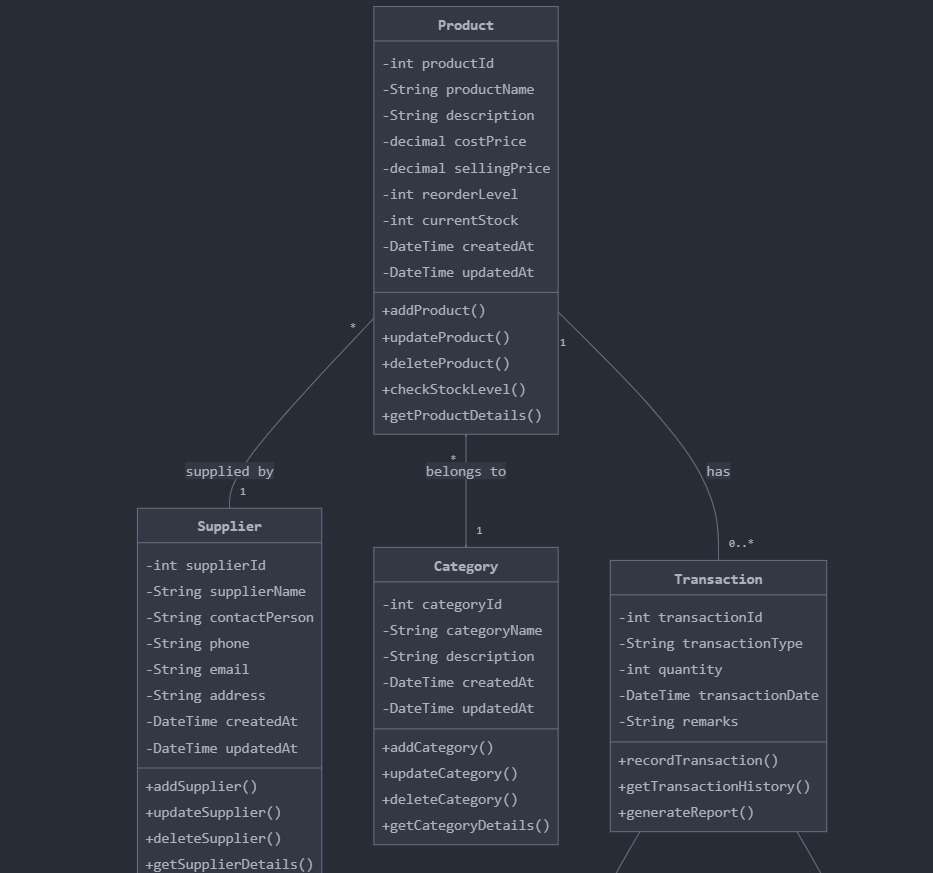 Product
-int productId
-String productName
-String description
-decimal costPrice
-decimal sellingPrice
-int reorderLevel
-int currentStock
-DateTime createdAt
-DateTime updatedAt
+addProduct()
+updateProduct()
+deleteProduct()
+checkStockLevel()
+getProductDetails()
*
1
*
supplied by
belongs to
has
1
1
0..*
Supplier
-int supplierId
-String supplierName
-String contactPerson
-String phone
-String email
-String address
-DateTime createdAt
-DateTime updatedAt
+addSupplier()
+updateSupplier()
+deleteSupplier()
+getSupplierDetails()
Category
-int categoryId
-String categoryName
-String description
-DateTime createdAt
-DateTime updatedAt
+addCategory()
+updateCategory()
+deleteCategory()
+getCategoryDetails()
Transaction
-int transactionId
-String transactionType
-int quantity
-DateTime transactionDate
-String remarks
+recordTransaction()
+getTransactionHistory()
+generateReport()